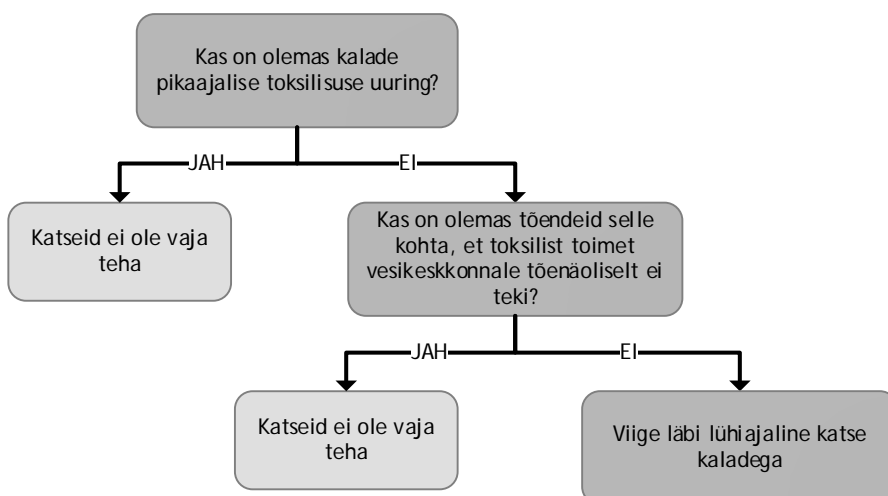 Kas on olemas kalade
pikaajalise toksilisuse uuring?
JAH
EI
Katseid ei ole vaja
teha
Kas on olemas tõendeid selle
kohta, et toksilist toimet
vesikeskkonnale tõenäoliselt ei
teki?
JAH
EI
Katseid ei ole vaja
teha
Viige läbi lühiajaline katse
kaladega